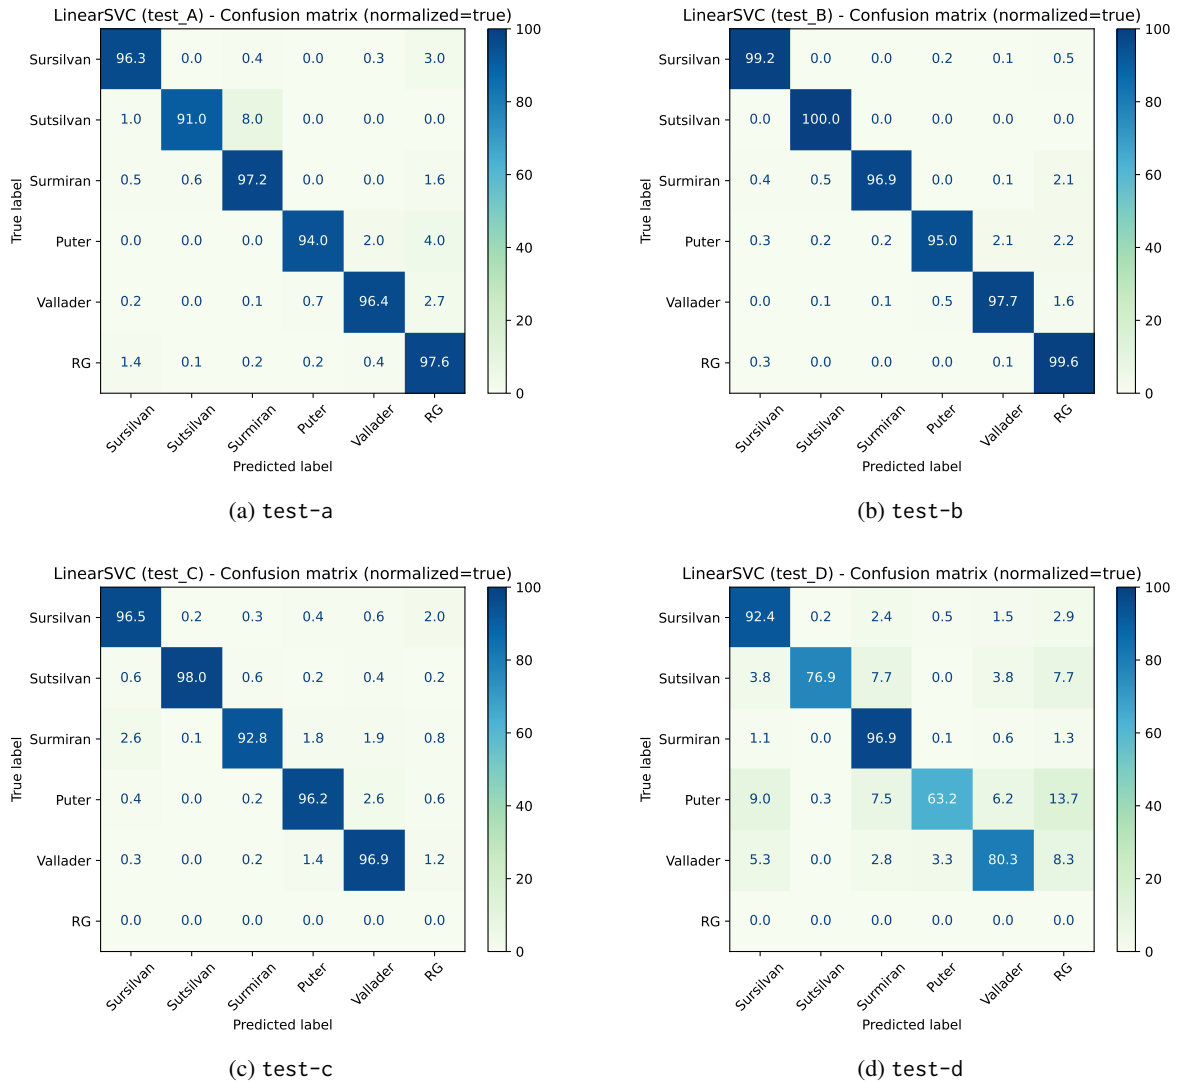 LinearSVC (test_A) - Confusion matrix (normalized=true)
True label
Sursilvan 96.3 0.0 0.4 0.0 0.3 3.0
Sutsilvan 1.0 91.0 8.0 0.0 0.0 0.0
Surmiran 0.5 0.6 97.2 0.0 0.0 1.6
Puter 0.0 0.0 0.0 94.0 2.0 4.0
Vallader 0.2 0.0 0.1 0.7 96.4 2.7
RG 1.4 0.1 0.2 0.2 0.4 97.6
Sursilvan Sutsilvan Surmiran Puter Vallader RG
Predicted label
100
80
60
40
20
0
(a) test-a
LinearSVC (test_B) - Confusion matrix (normalized=true)
True label
Sursilvan 99.2 0.0 0.0 0.2 0.1 0.5
Sutsilvan 0.0 100.0 0.0 0.0 0.0 0.0
Surmiran 0.4 0.5 96.9 0.0 0.1 2.1
Puter 0.3 0.2 0.2 95.0 2.1 2.2
Vallader 0.0 0.1 0.1 0.5 97.7 1.6
RG 0.3 0.0 0.0 0.0 0.1 99.6
Sursilvan Sutsilvan Surmiran Puter Vallader RG
Predicted label
100
80
60
40
20
0
(b) test-b
LinearSVC (test_C) - Confusion matrix (normalized=true)
True label
Sursilvan 96.5 0.2 0.3 0.4 0.6 2.0
Sutsilvan 0.6 98.0 0.6 0.2 0.4 0.2
Surmiran 2.6 0.1 92.8 1.8 1.9 0.8
Puter 0.4 0.0 0.2 96.2 2.6 0.6
Vallader 0.3 0.0 0.2 1.4 96.9 1.2
RG 0.0 0.0 0.0 0.0 0.0 0.0
Sursilvan Sutsilvan Surmiran Puter Vallader RG
Predicted label
100
80
60
40
20
0
(c) test-c
LinearSVC (test_D) - Confusion matrix (normalized=true)
True label
Sursilvan 92.4 0.2 2.4 0.5 1.5 2.9
Sutsilvan 3.8 76.9 7.7 0.0 3.8 7.7
Surmiran 1.1 0.0 96.9 0.1 0.6 1.3
Puter 9.0 0.3 7.5 63.2 6.2 13.7
Vallader 5.3 0.0 2.8 3.3 80.3 8.3
RG 0.0 0.0 0.0 0.0 0.0 0.0
Sursilvan Sutsilvan Surmiran Puter Vallader RG
Predicted label
100
80
60
40
20
0
(d) test-d